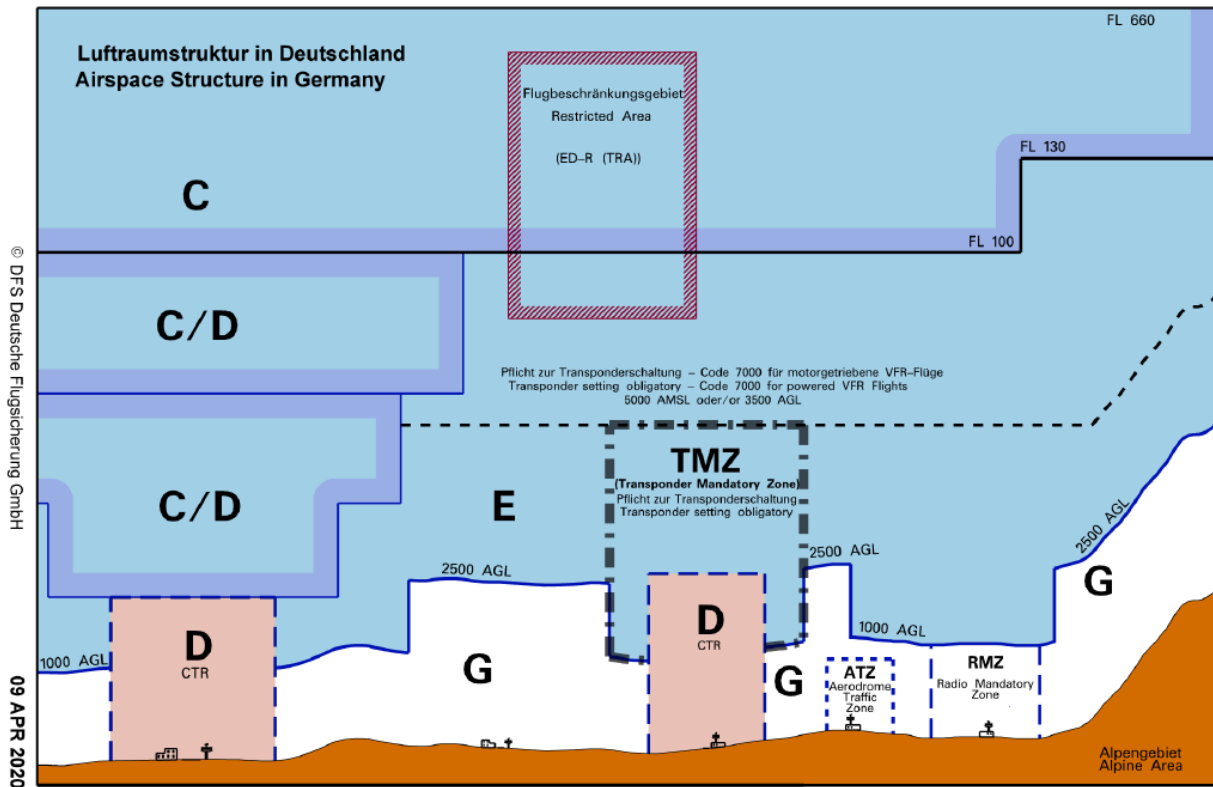 Luftraumstruktur in Deutschland
Airspace Structure in Germany
FL 660
Flugbeschränkungsgebiet
Restricted Area
(ED–R (TRA))
FL 130
C
FL 100
C/D
Pflicht zur Transponderschaltung – Code 7000 für motorgetriebene VFR–Flüge
Transponder setting obligatory – Code 7000 for powered VFR Flights
5000 AMSL oder/or 3500 AGL
TMZ
(Transponder Mandatory Zone)
Pflicht zur Transponderschaltung
Transponder setting obligatory
C/D
E
2500 AGL
2500 AGL
2500 AGL
G
D
CTR
D
CTR
1000 AGL
1000 AGL
G
G
ATZ
Aerodrome
Traffic
Zone
RMZ
Radio Mandatory
Zone
Alpengebiet
Alpine Area
© DFS Deutsche Flugsicherung GmbH
09 APR 2020